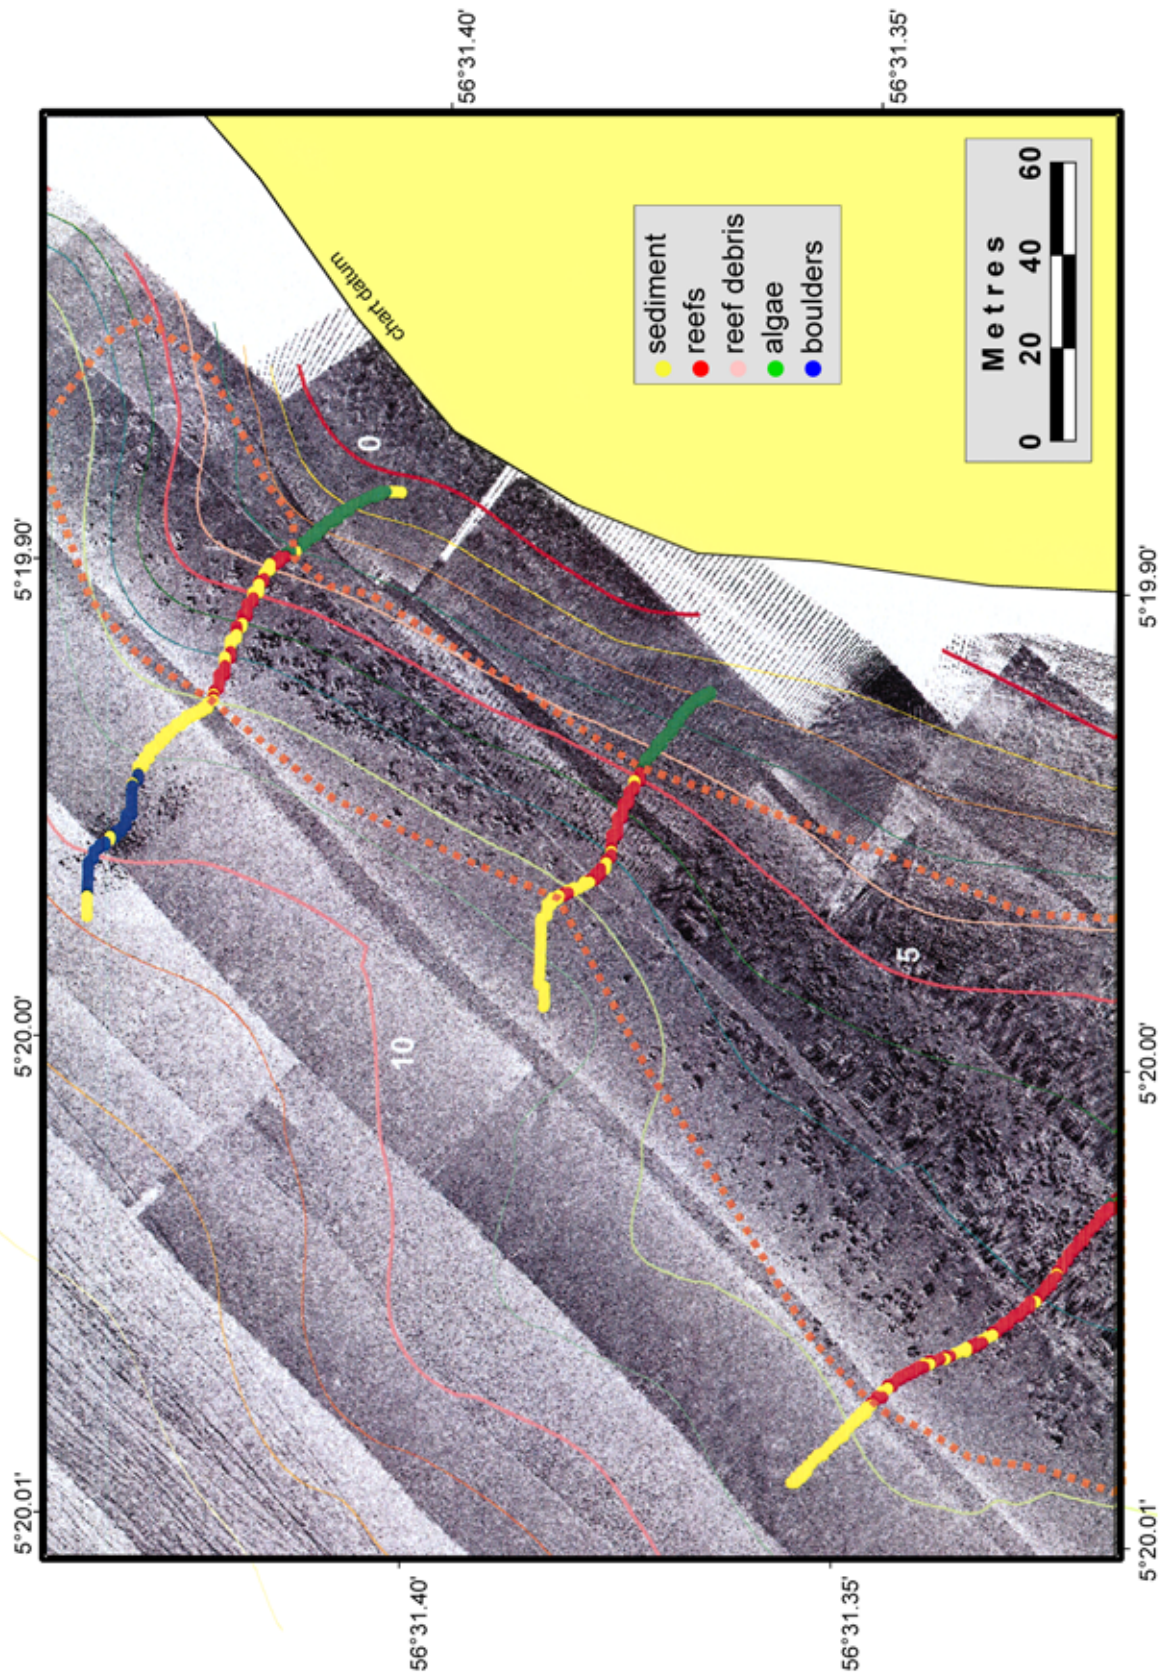 5°20.01'
5°20.00'
5°19.90'
56°31.40'
56°31.35'
chart datum
0
5
10
sediment
reefs
reef debris
algae
boulders
Metres
0 20 40 60
56°31.40'
56°31.35'
5°20.01'
5°20.00'
5°19.90'